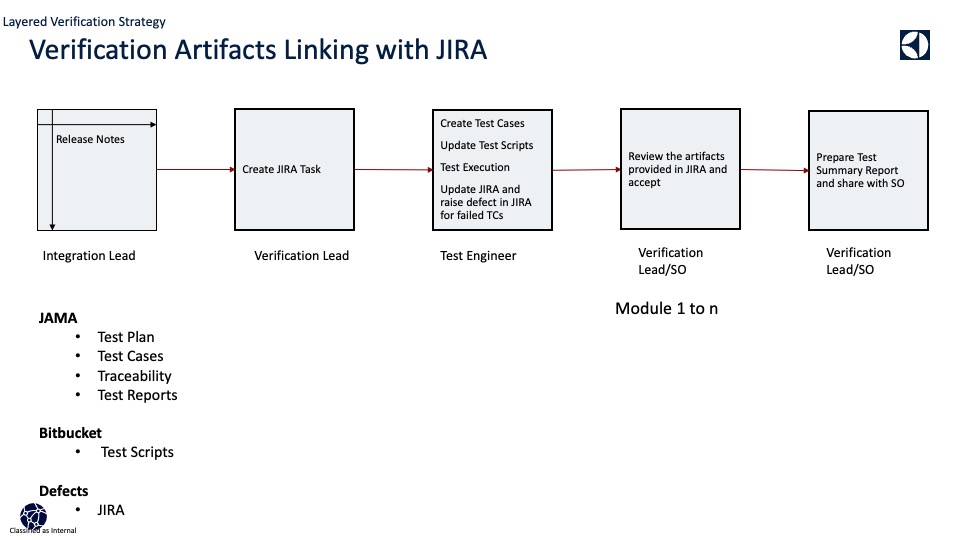 Layered Verification Strategy
Verification Artifacts Linking with JIRA
Release Notes
Integration Lead
Create JIRA Task
Verification Lead
Create Test Cases
Update Test Scripts
Test Execution
Update JIRA and
raise defect in JIRA
for failed TCs
Test Engineer
Review the artifacts
provided in JIRA and
accept
Verification
Lead/SO
Prepare Test
Summary Report
and share with SO
Verification
Lead/SO
Module 1 to n
JAMA
• Test Plan
• Test Cases
• Traceability
• Test Reports
Bitbucket
• Test Scripts
Defects
• JIRA
Classified as Internal